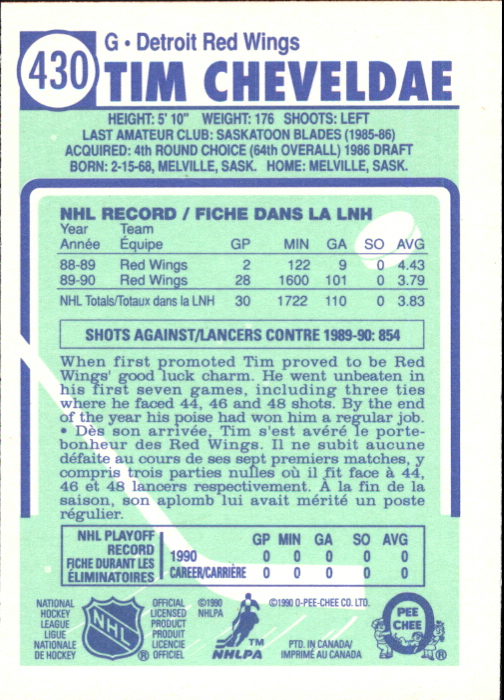 430
G • Detroit Red Wings
TIM CHEVELDAE
HEIGHT: 5' 10" WEIGHT: 176 SHOOTS: LEFT
LAST AMATEUR CLUB: SASKATOON BLADES (1985-86)
ACQUIRED: 4th ROUND CHOICE (64th OVERALL) 1986 DRAFT
BORN: 2-15-68, MELVILLE, SASK. HOME: MELVILLE, SASK.
NHL RECORD / FICHE DANS LA LNH
Year Team
Année Équipe GP MIN GA SO AVG
88-89 Red Wings 2 122 9 0 4.43
89-90 Red Wings 28 1600 101 0 3.79
NHL Totals/Totaux dans la LNH 30 1722 110 0 3.83
SHOTS AGAINST/LANCERS CONTRE 1989-90: 854
When first promoted Tim proved to be Red
Wings' good luck charm. He went unbeaten in
his first seven games, including three ties
where he faced 44, 46 and 48 shots. By the end
of the year his poise had won him a regular job.
• Dès son arrivée, Tim s'est avéré le porte-
bonheur des Red Wings. Il ne subit aucune
défaite au cours de ses sept premiers matches, y
compris trois parties nulles où il fit face à 44,
46 et 48 lancers respectivement. À la fin de la
saison, son aplomb lui avait mérité un poste
régulier.
NHL PLAYOFF
RECORD
FICHE DURANT LES
ÉLIMINATOIRES
GP MIN GA SO AVG
1990 0 0 0 0 0
CAREER/CARRIÈRE 0 0 0 0 0
NATIONAL
HOCKEY
LEAGUE
LIGUE
NATIONALE
DE HOCKEY
NHL
®
OFFICIAL
LICENSED
PRODUCT
PRODUIT
LICENCIE
OFFICIEL
©1990
NHLPA
TM
NHLPA
©1990 O-PEE-CHEE CO. LTD.
PTD. IN CANADA/
IMPRIMÉ AU CANADA
O
PEE
CHEE
®